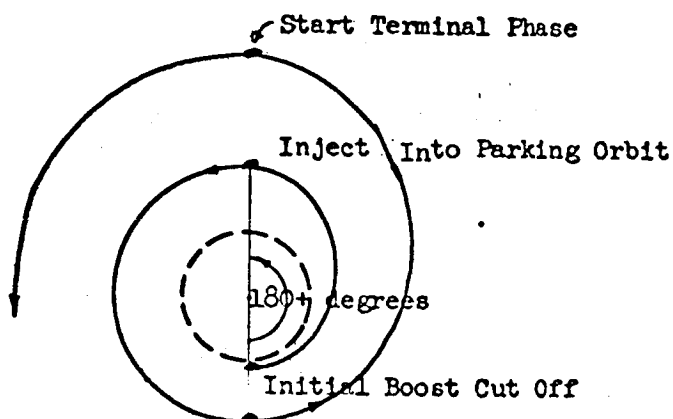 Start Terminal Phase
Inject Into Parking Orbit
180+ degrees
Initial Boost Cut Off